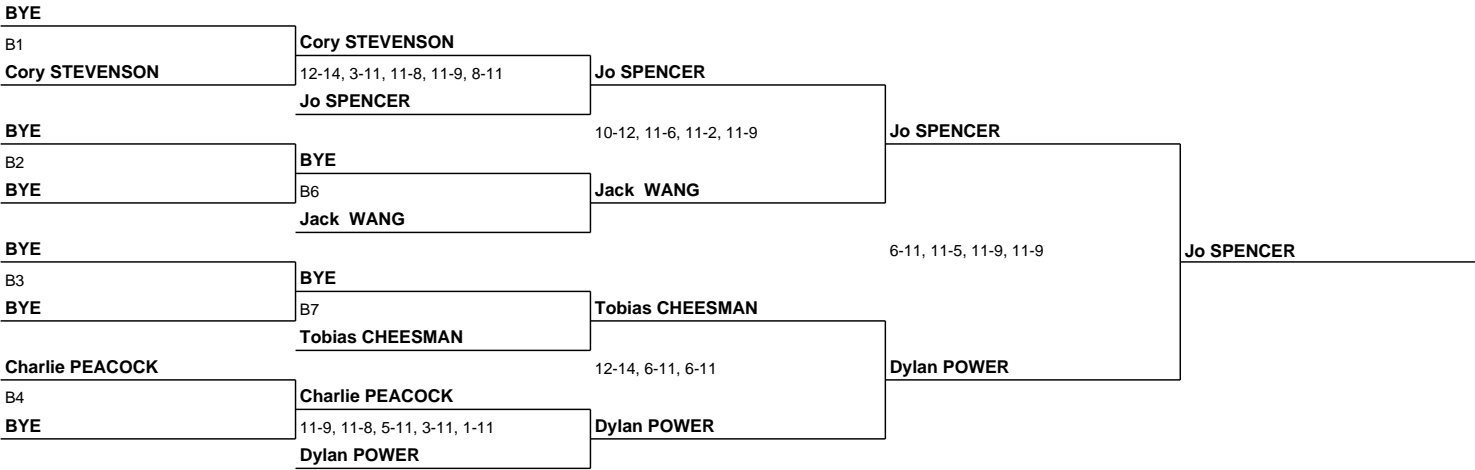 BYE
B1
Cory STEVENSON
BYE
B2
BYE
BYE
B3
BYE
Charlie PEACOCK
B4
BYE
Cory STEVENSON
12-14, 3-11, 11-8, 11-9, 8-11
Jo SPENCER
BYE
B6
Jack WANG
BYE
B7
Tobias CHEESMAN
Charlie PEACOCK
11-9, 11-8, 5-11, 3-11, 1-11
Dylan POWER
Jo SPENCER
10-12, 11-6, 11-2, 11-9
Jack WANG
Tobias CHEESMAN
12-14, 6-11, 6-11
Dylan POWER
Jo SPENCER
6-11, 11-5, 11-9, 11-9
Dylan POWER
Jo SPENCER